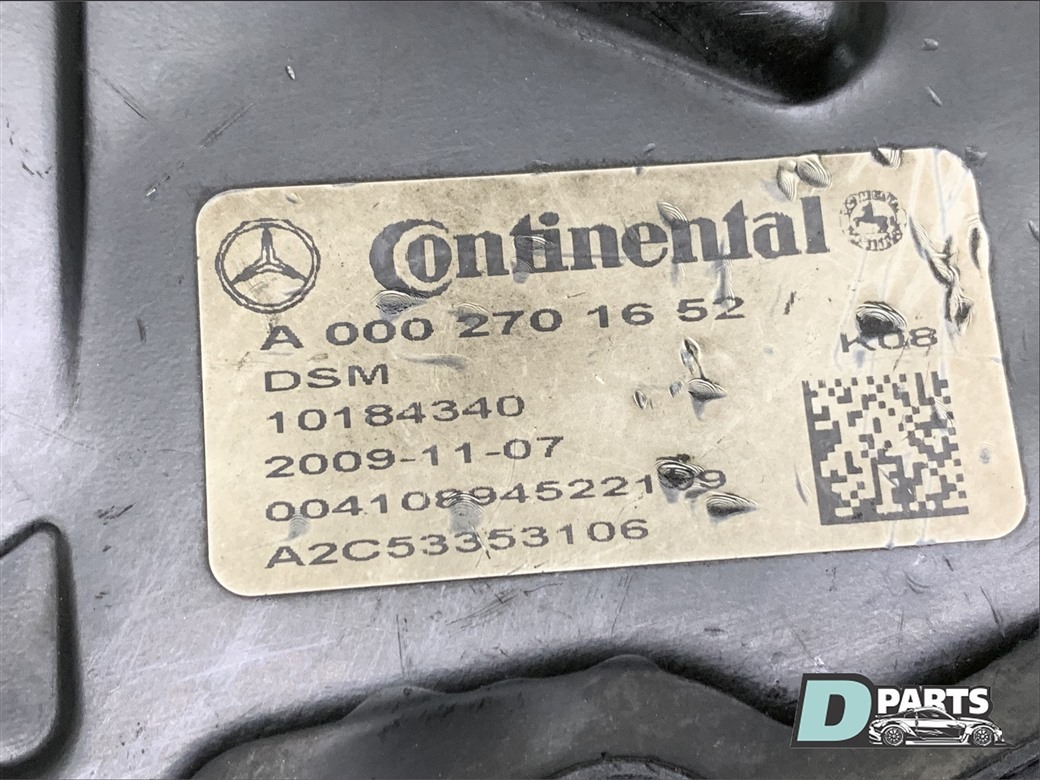 Continental
A 000 270 16 52
K08
DSM
10184340
2009-11-07
A2C53353106
D PARTS